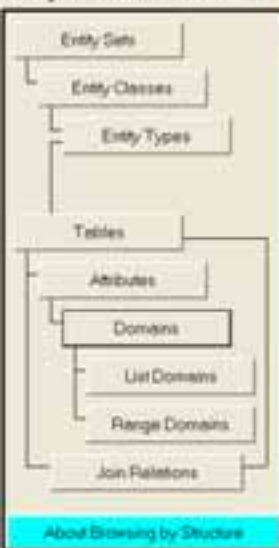 Entity Sets
Entity Classes
Entity Types
Tables
Attributes
Domains
List Domains
Range Domains
Join Relations
About Browsing by Structure